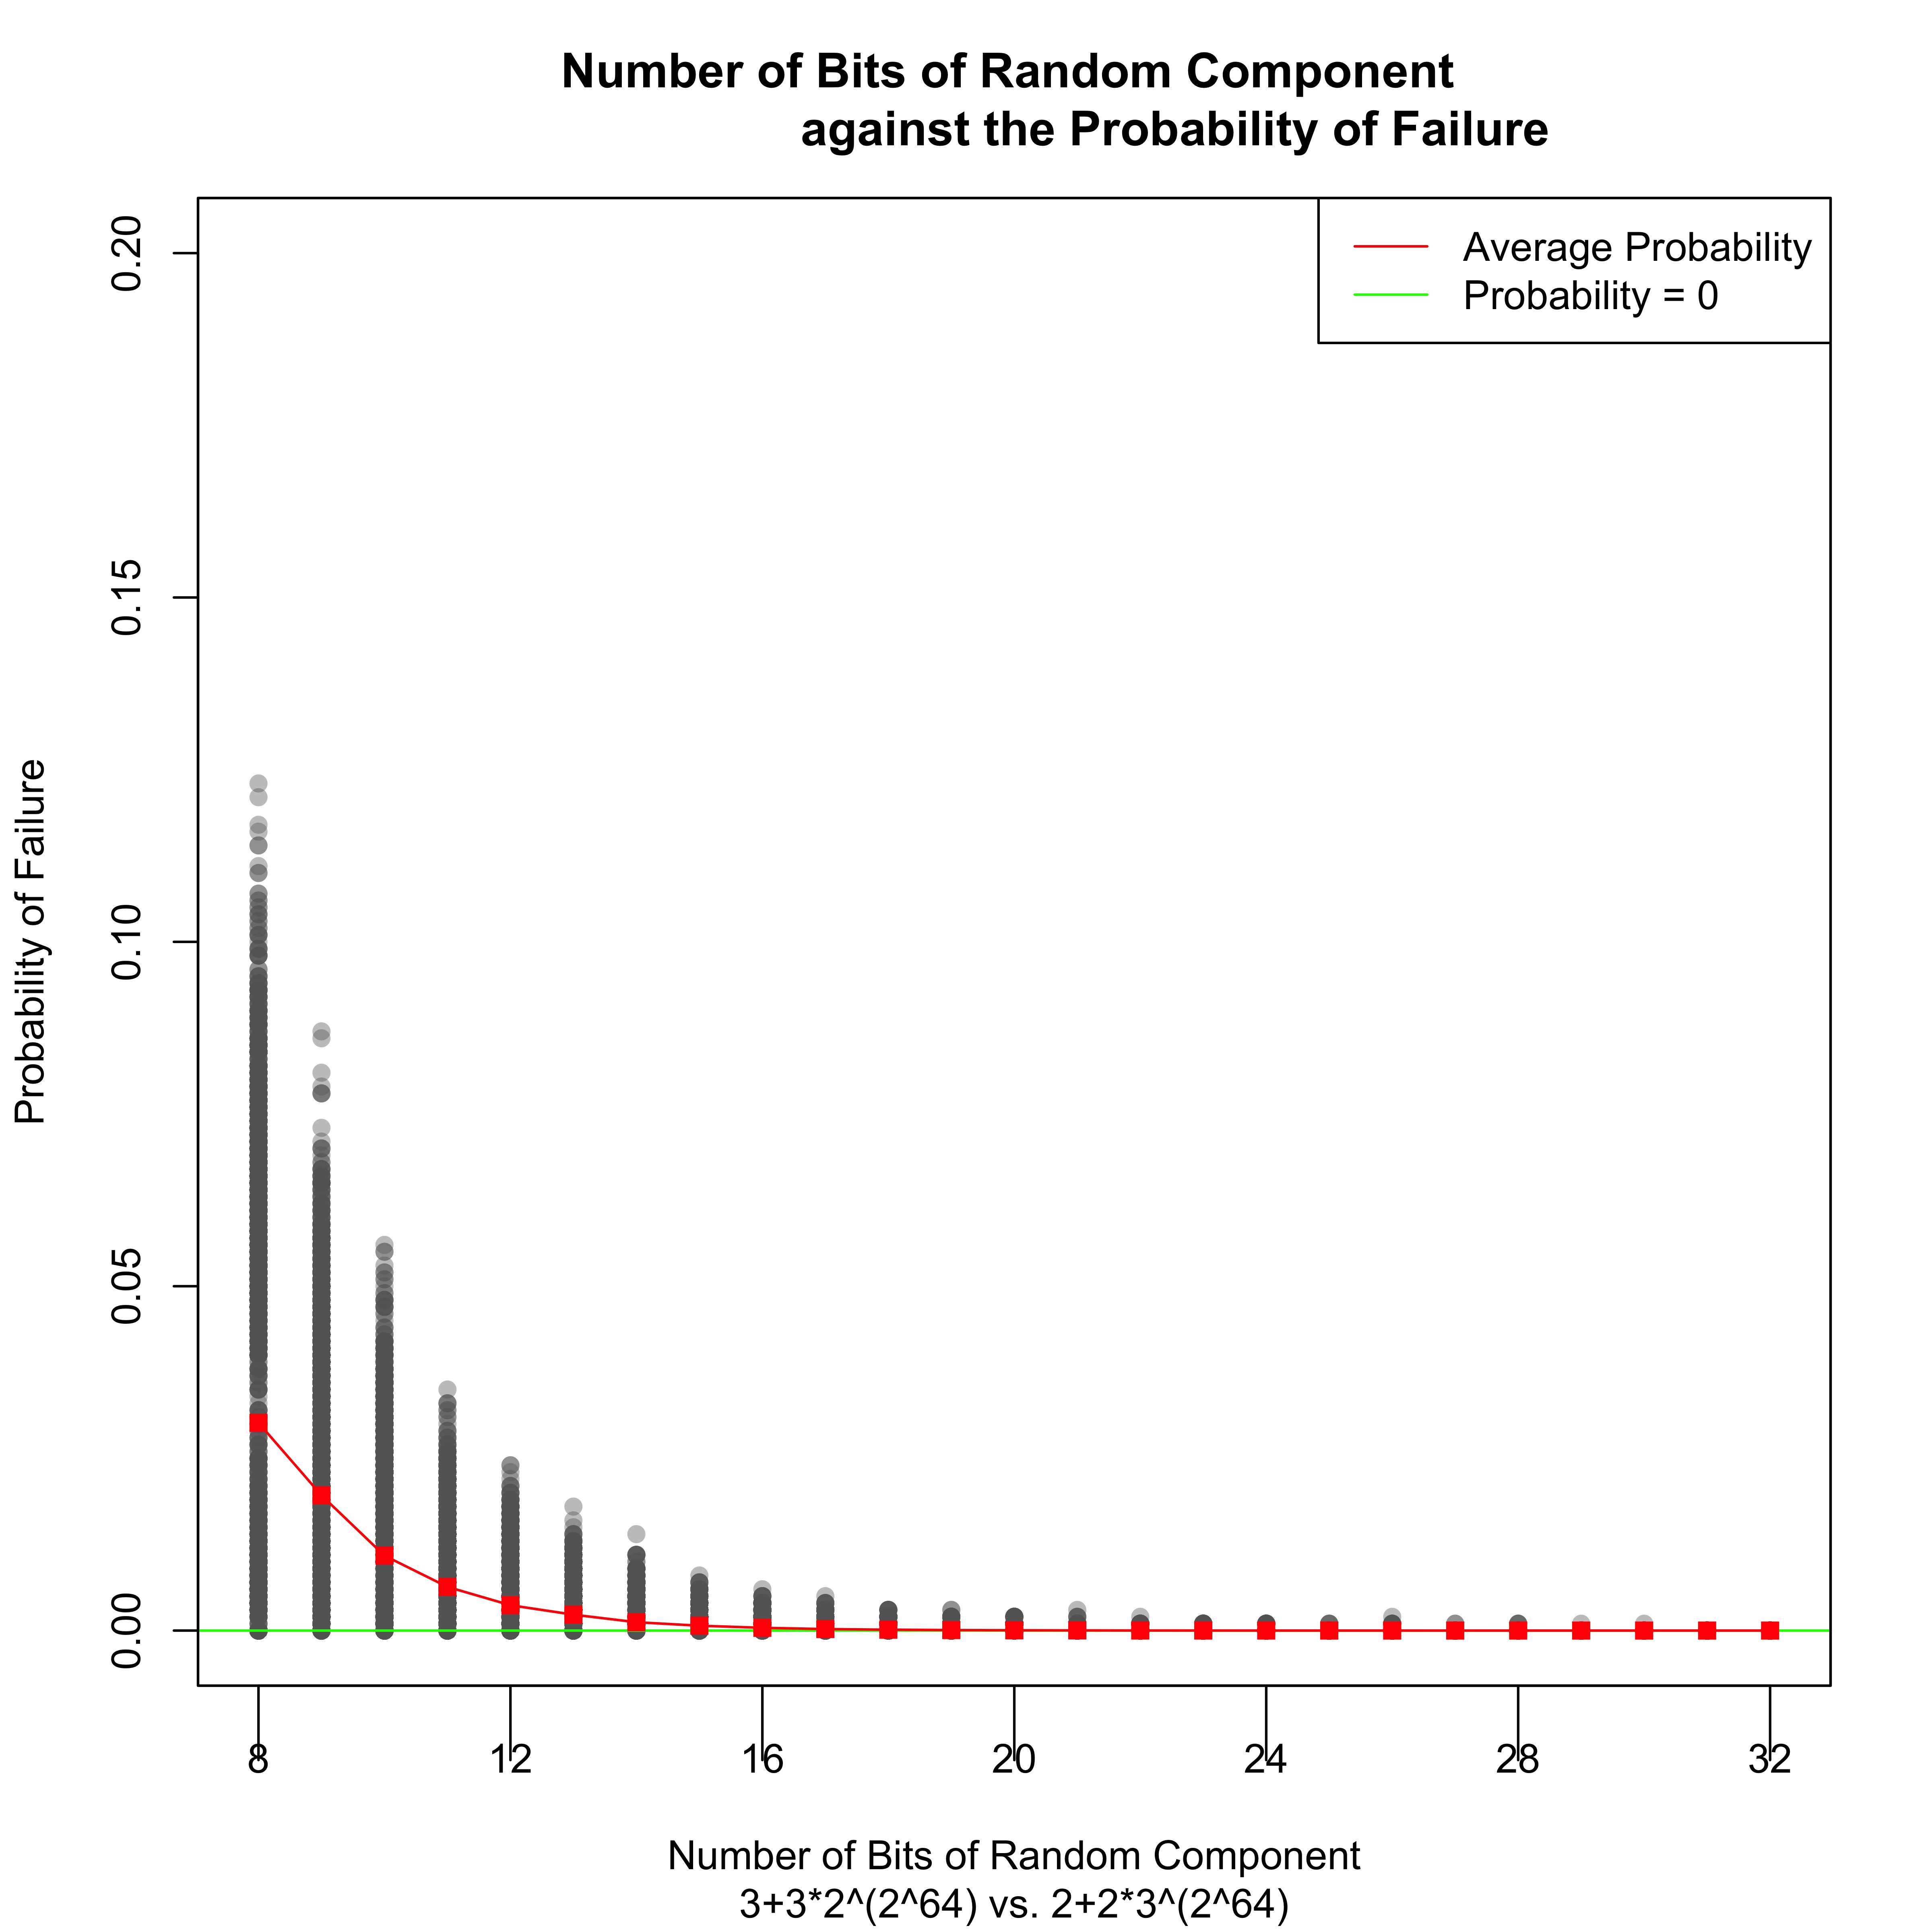 Number of Bits of Random Component
against the Probability of Failure
Average Probability
Probability = 0
Probability of Failure
0.20
0.15
0.10
0.05
0.00
8 12 16 20 24 28 32
Number of Bits of Random Component
3+3*2^(2^64) vs. 2+2*3^(2^64)